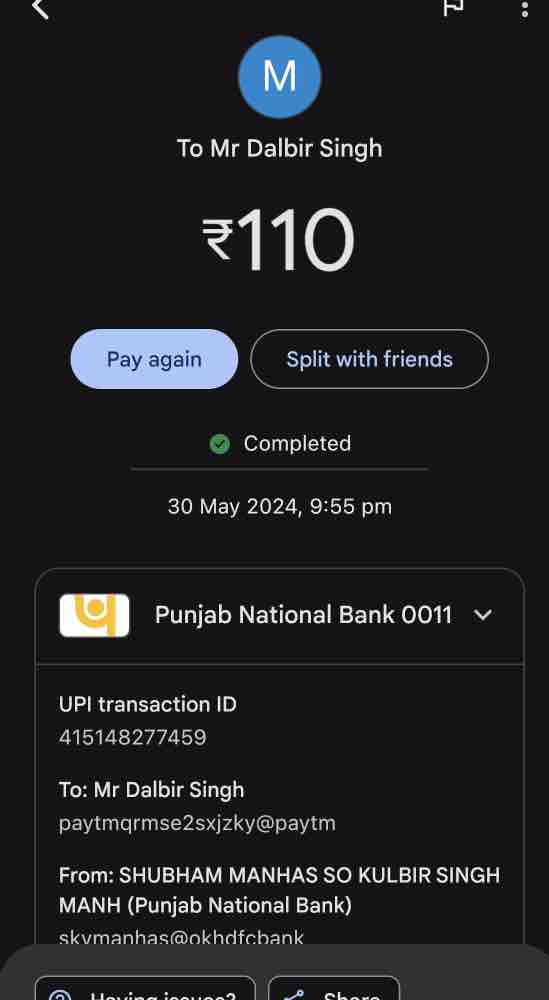 M
To Mr Dalbir Singh
₹110
Pay again
Split with friends
Completed
30 May 2024, 9:55 pm
Punjab National Bank 0011
UPI transaction ID
415148277459
To: Mr Dalbir Singh
paytmqrmse2sxjzky@paytm
From: SHUBHAM MANHAS SO KULBIR SINGH
MANH (Punjab National Bank)
skymanhas@okhdfcbank
Having issues?
Share